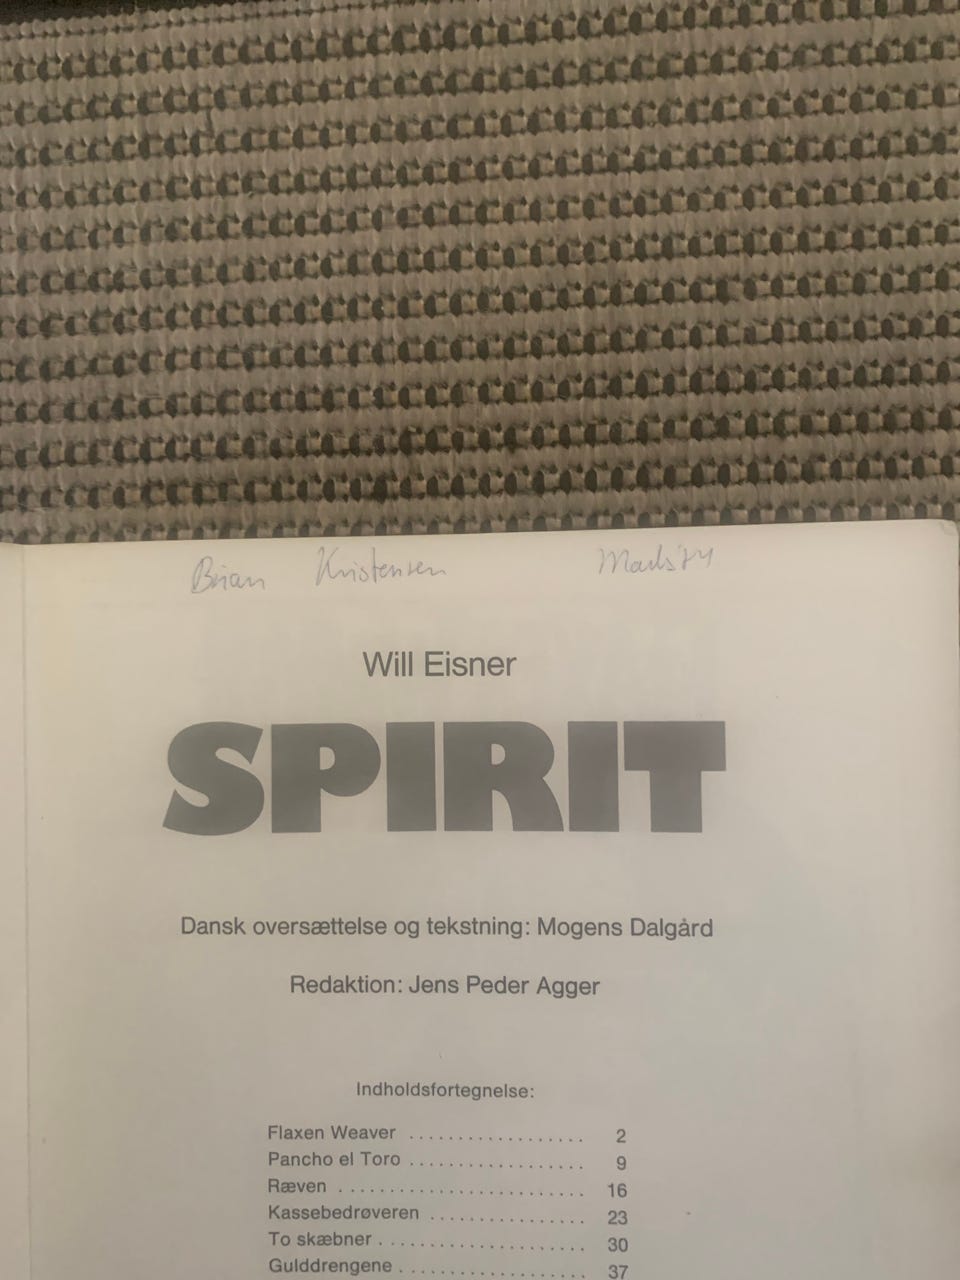 Brian Kristensen Marts '74
Will Eisner
SPIRIT
Dansk oversættelse og tekstning: Mogens Dalgård
Redaktion: Jens Peder Agger
Indholdsfortegnelse:
Flaxen Weaver .................. 2
Pancho el Toro .................. 9
Ræven ......................... 16
Kassebedrøveren ................ 23
To skæbner ..................... 30
Gulddrengene ................... 37